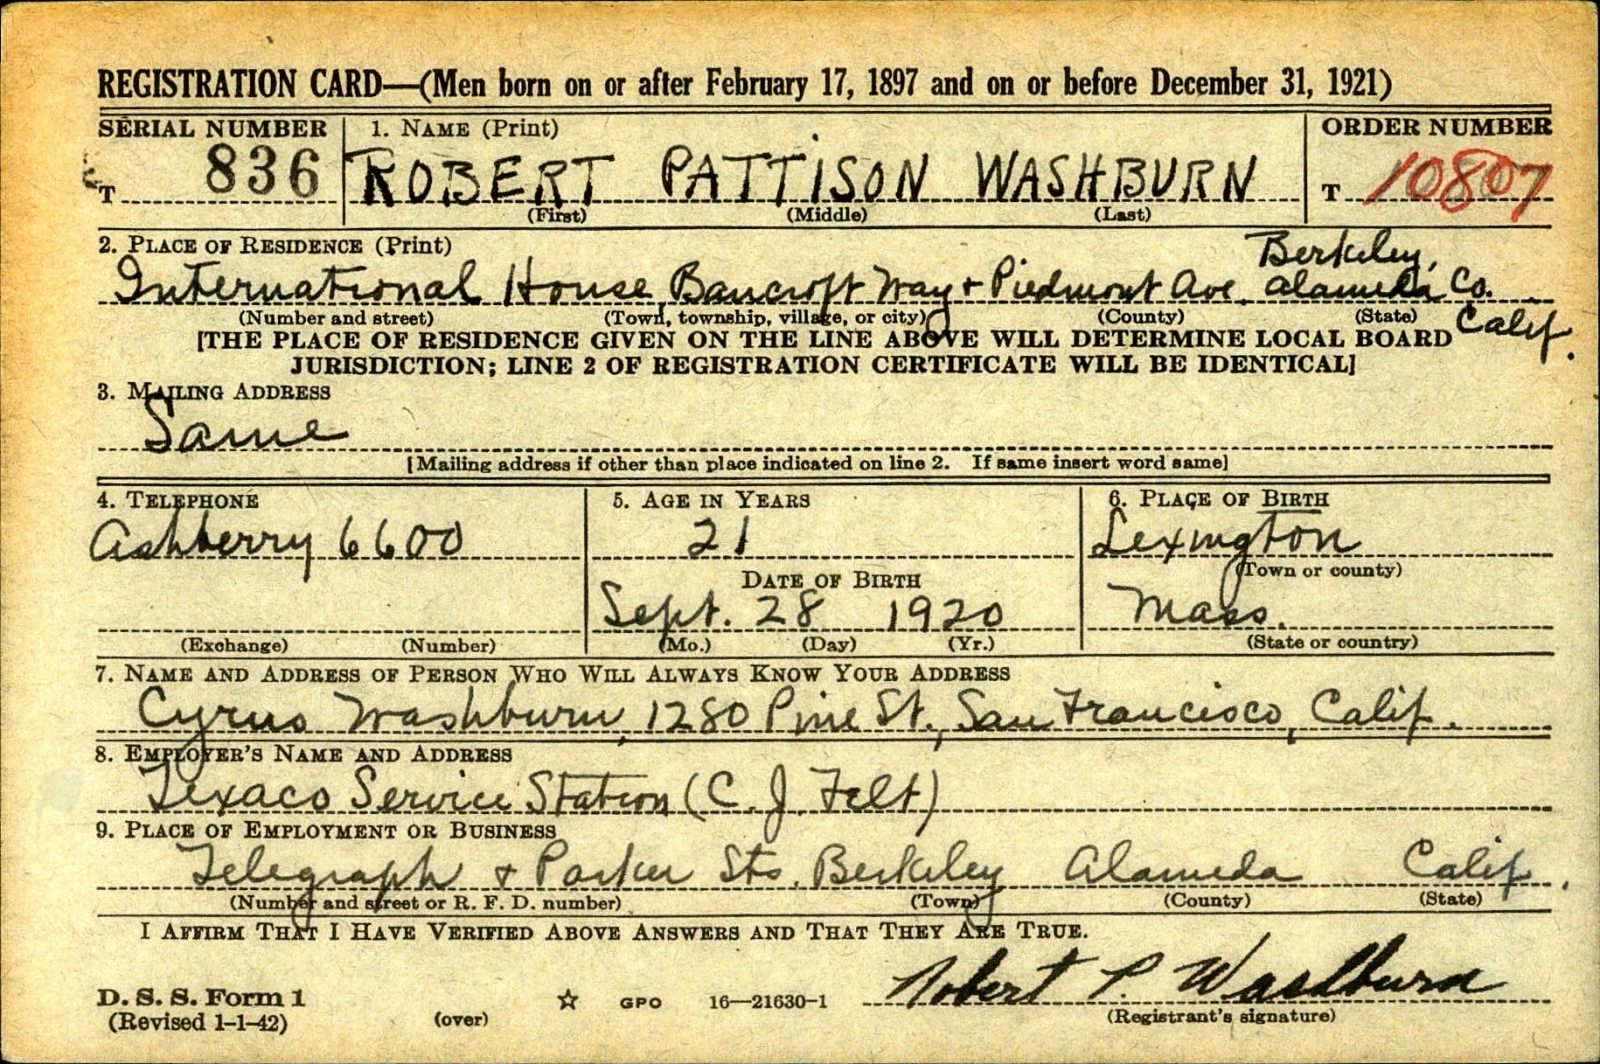 REGISTRATION CARD—(Men born on or after February 17, 1897 and on or before December 31, 1921)
SERIAL NUMBER 1. NAME (Print) ORDER NUMBER
T 836 ROBERT PATTISON WASHBURN T 10807
(First) (Middle) (Last)
2. PLACE OF RESIDENCE (Print)
Berkeley,
International House, Bancroft Way + Piedmont Ave. Alameda Co.
(Number and street) (Town, township, village, or city) (County) (State) Calif.
[THE PLACE OF RESIDENCE GIVEN ON THE LINE ABOVE WILL DETERMINE LOCAL BOARD
JURISDICTION; LINE 2 OF REGISTRATION CERTIFICATE WILL BE IDENTICAL]
3. MAILING ADDRESS
Same
[Mailing address if other than place indicated on line 2. If same insert word same]
4. TELEPHONE 5. AGE IN YEARS 6. PLACE OF BIRTH
Ashberry 6600 21 Lexington
DATE OF BIRTH (Town or county)
Sept. 28 1920 Mass.
(Exchange) (Number) (Mo.) (Day) (Yr.) (State or country)
7. NAME AND ADDRESS OF PERSON WHO WILL ALWAYS KNOW YOUR ADDRESS
Cyrus Washburn, 1280 Pine St., San Francisco, Calif.
8. EMPLOYER'S NAME AND ADDRESS
Texaco Service Station (C. J. Felt)
9. PLACE OF EMPLOYMENT OR BUSINESS
Telegraph + Parker Sts. Berkeley Alameda Calif.
(Number and street or R. F. D. number) (Town) (County) (State)
I AFFIRM THAT I HAVE VERIFIED ABOVE ANSWERS AND THAT THEY ARE TRUE.
Robert P. Washburn
D. S. S. Form 1 GPO 16—21630-1
(Revised 1-1-42) (over) (Registrant's signature)